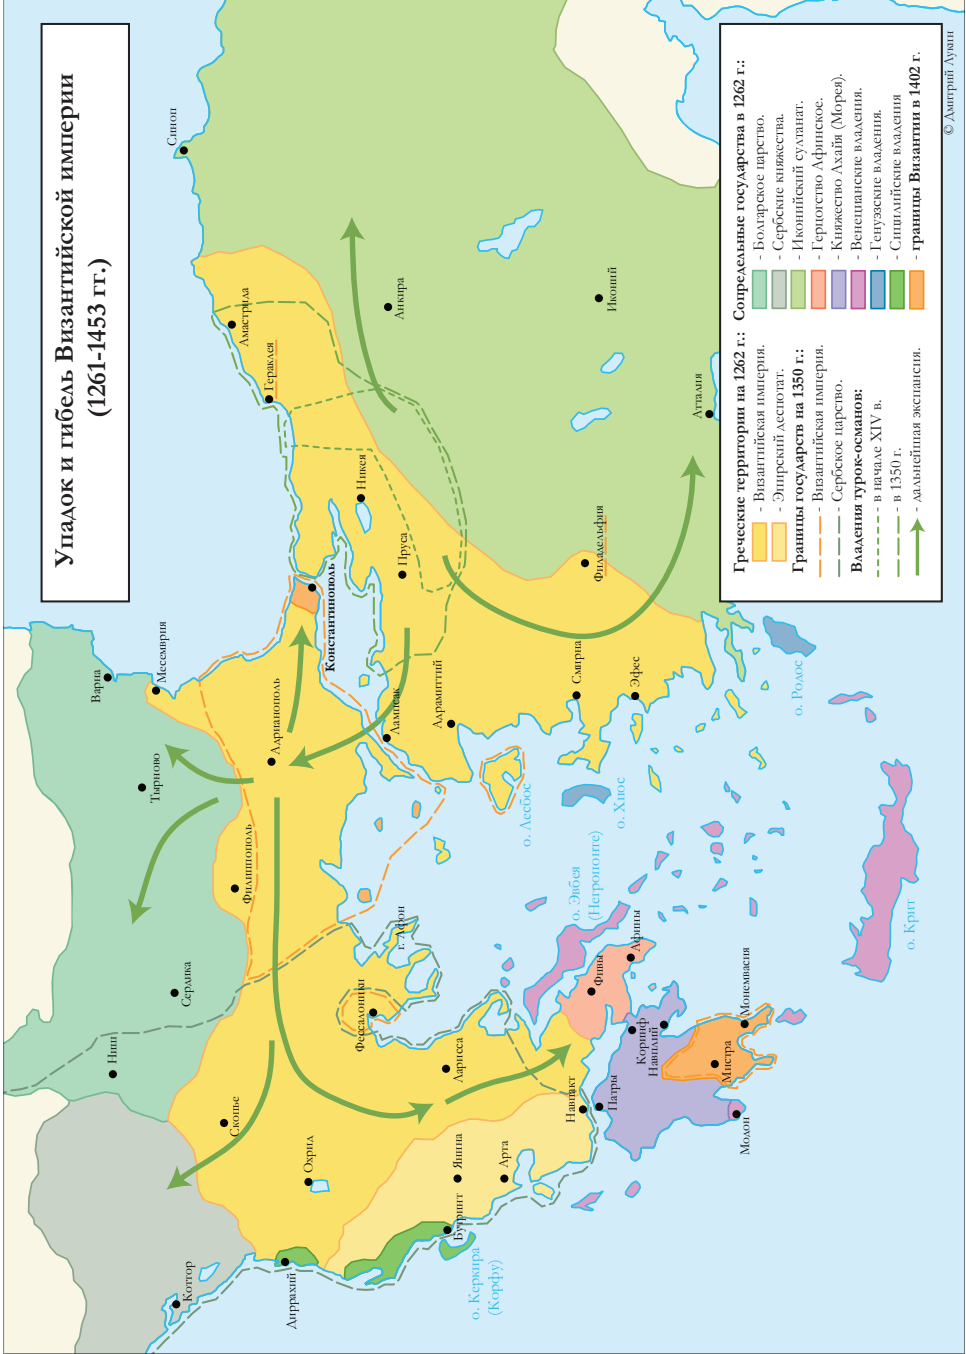 Упадок и гибель Византийской империи
(1261-1453 гг.)
Греческие территории на 1262 г.:
- Византийская империя.
- Эпирский деспотат.
Границы государств на 1350 г.:
- Византийская империя.
- Сербское царство.
Владения турок-османов:
- в начале XIV в.
- в 1350 г.
- дальнейшая экспансия.
Сопредельные государства в 1262 г.:
- Болгарское царство.
- Сербские княжества.
- Иконийский султанат.
- Герцогство Афинское.
- Княжество Ахайя (Морея).
- Венецианские владения.
- Генуэзские владения.
- Сицилийские владения
- границы Византии в 1402 г.
© Дмитрий Лукин
Синоп
Амастрида
Гераклея
Анкира
Иконий
Атталия
Никея
Пруса
Филадельфия
Константинополь
Варна
Месемврия
Тырново
Адрианополь
Лампсак
Адрамиттий
Смирна
Эфес
о. Родос
Филиппополь
о. Лесбос
о. Хиос
о. Эвбея
(Негропонте)
г. Афон
Сердика
Фессалоники
Фивы
Афины
о. Крит
Ниш
Ларисса
Коринф
Навплий
Монемвасия
Мистра
Скопье
Навпакт
Патры
Модон
Охрид
Янина
Арта
Бутринт
Котор
Диррахий
о. Керкира
(Корфу)